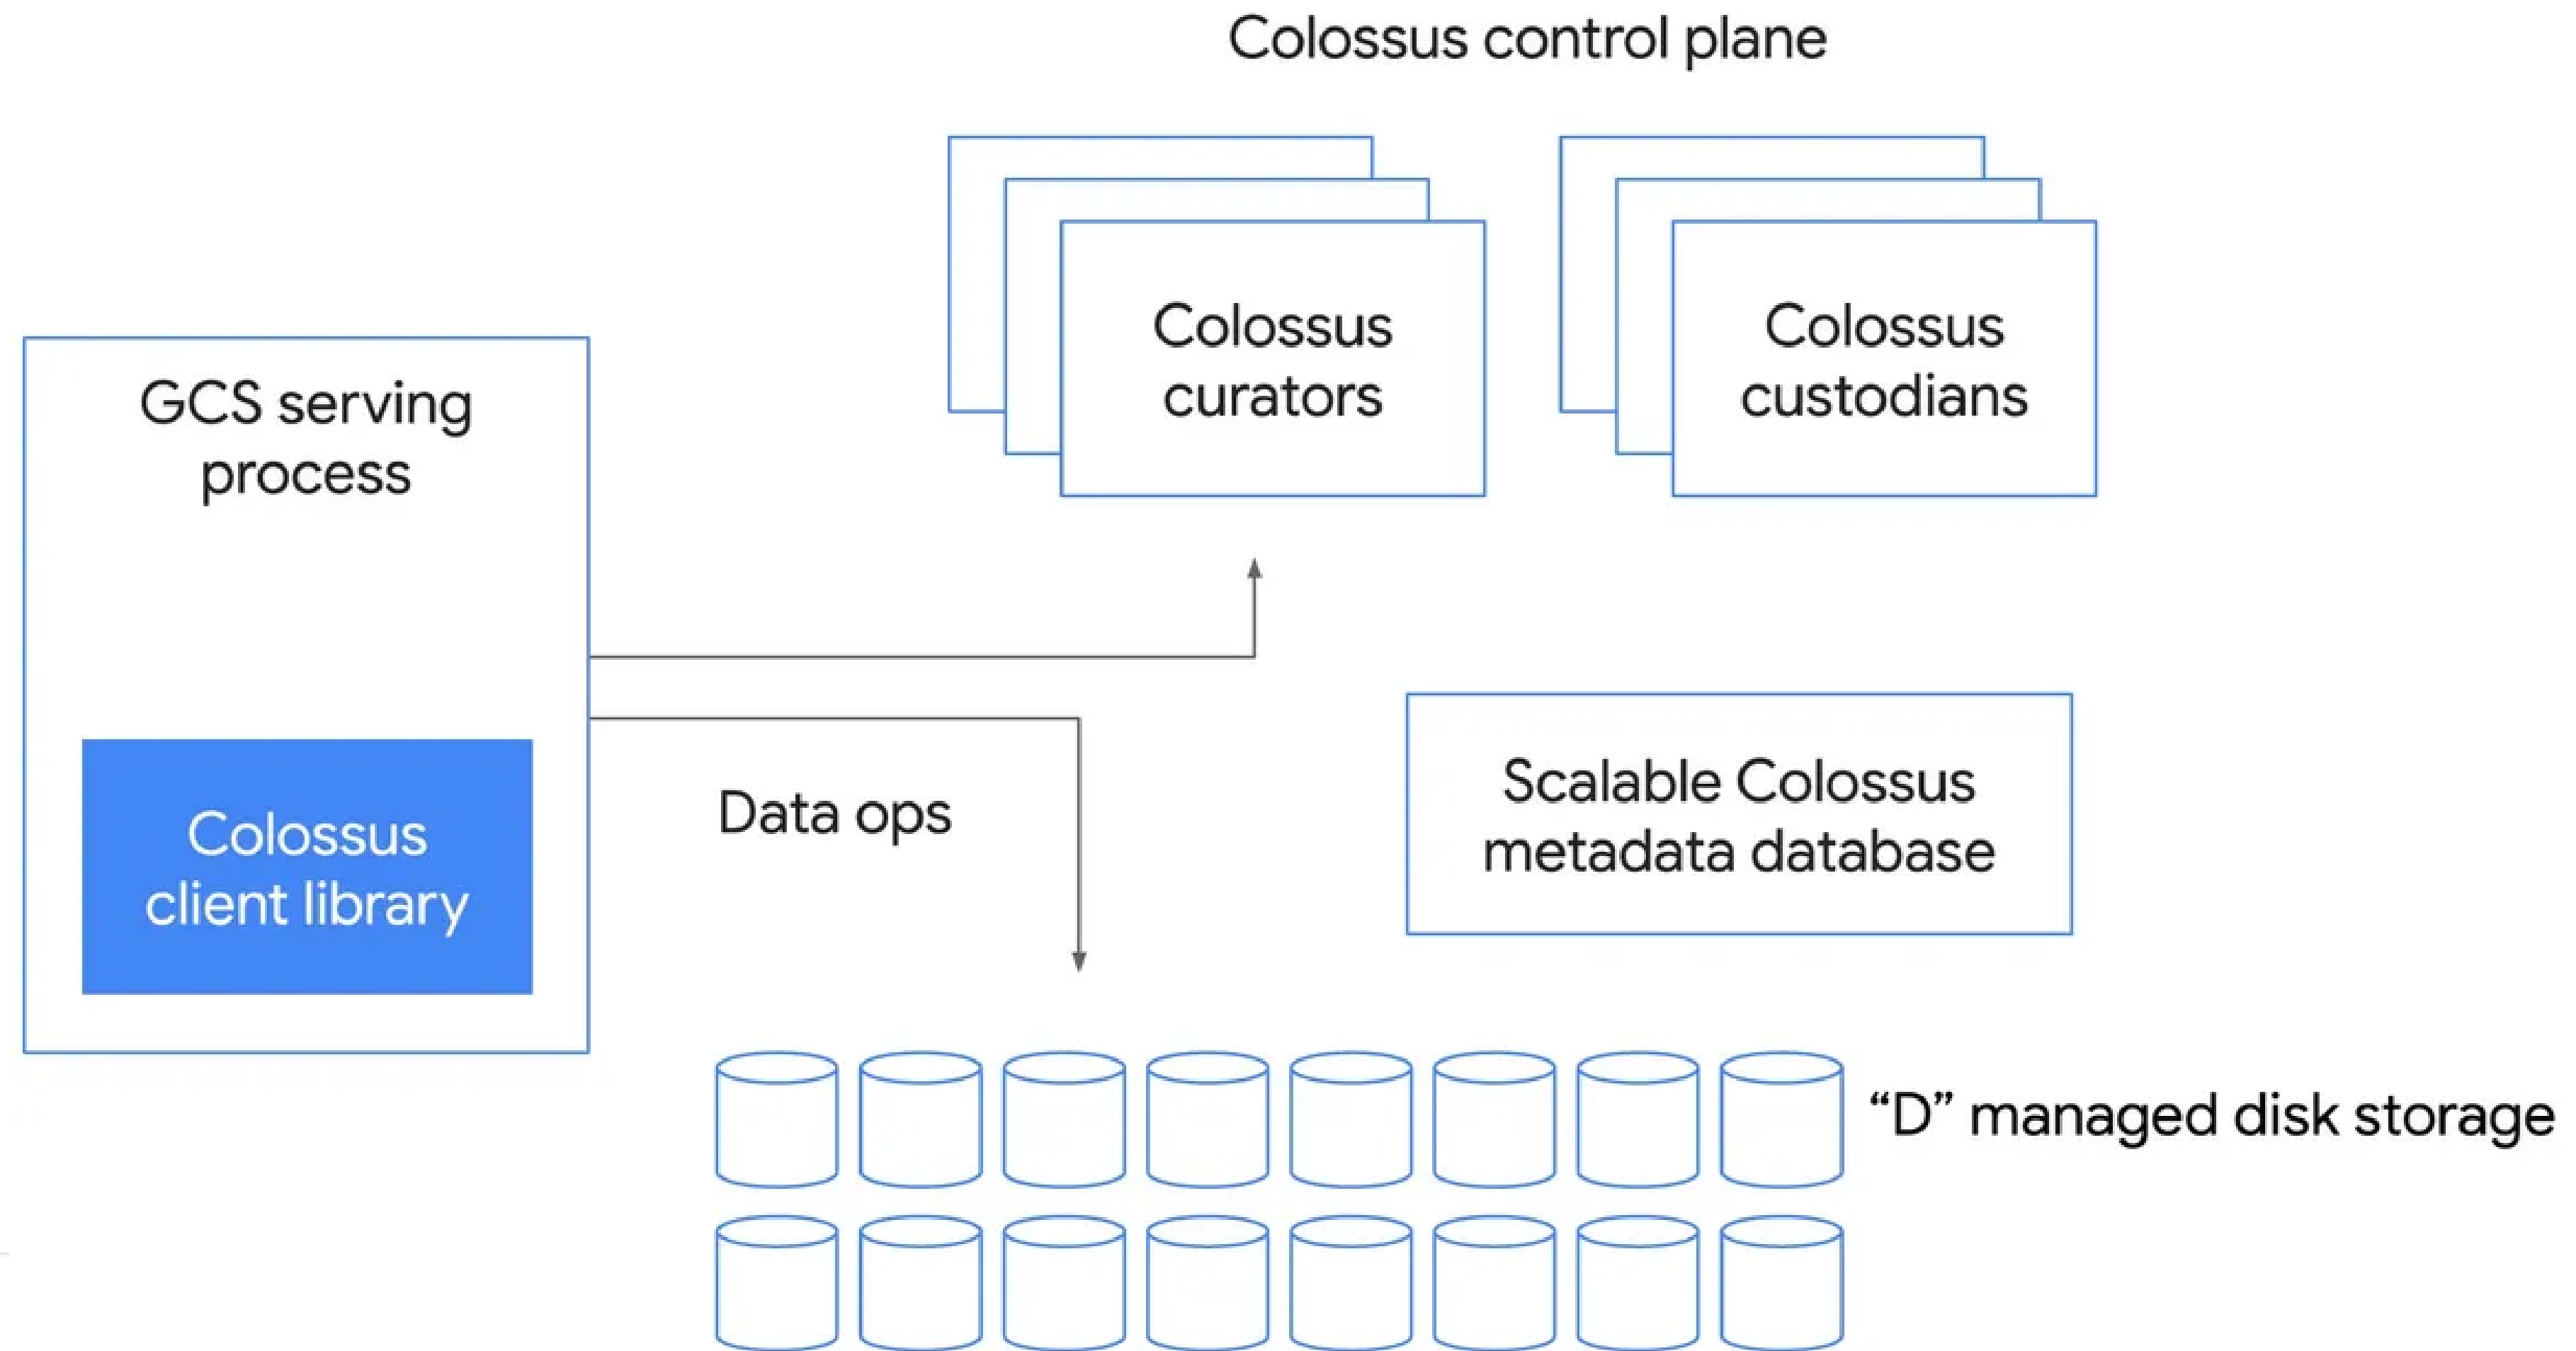 Colossus control plane
Colossus
curators
Colossus
custodians
GCS serving
process
Colossus
client library
Data ops
Scalable Colossus
metadata database
“D” managed disk storage